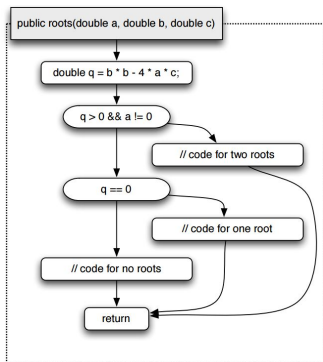 public roots(double a, double b, double c)
double q = b * b - 4 * a * c;
q > 0 && a != 0
// code for two roots
q == 0
// code for one root
// code for no roots
return